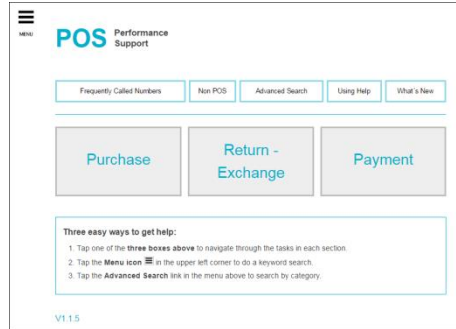 MENU
POS Performance
Support
Frequently Called Numbers Non POS Advanced Search Using Help What's New
Purchase Return - Exchange Payment
Three easy ways to get help:
1. Tap one of the three boxes above to navigate through the tasks in each section.
2. Tap the Menu icon in the upper left corner to do a keyword search.
3. Tap the Advanced Search link in the menu above to search by category.
V1.1.5